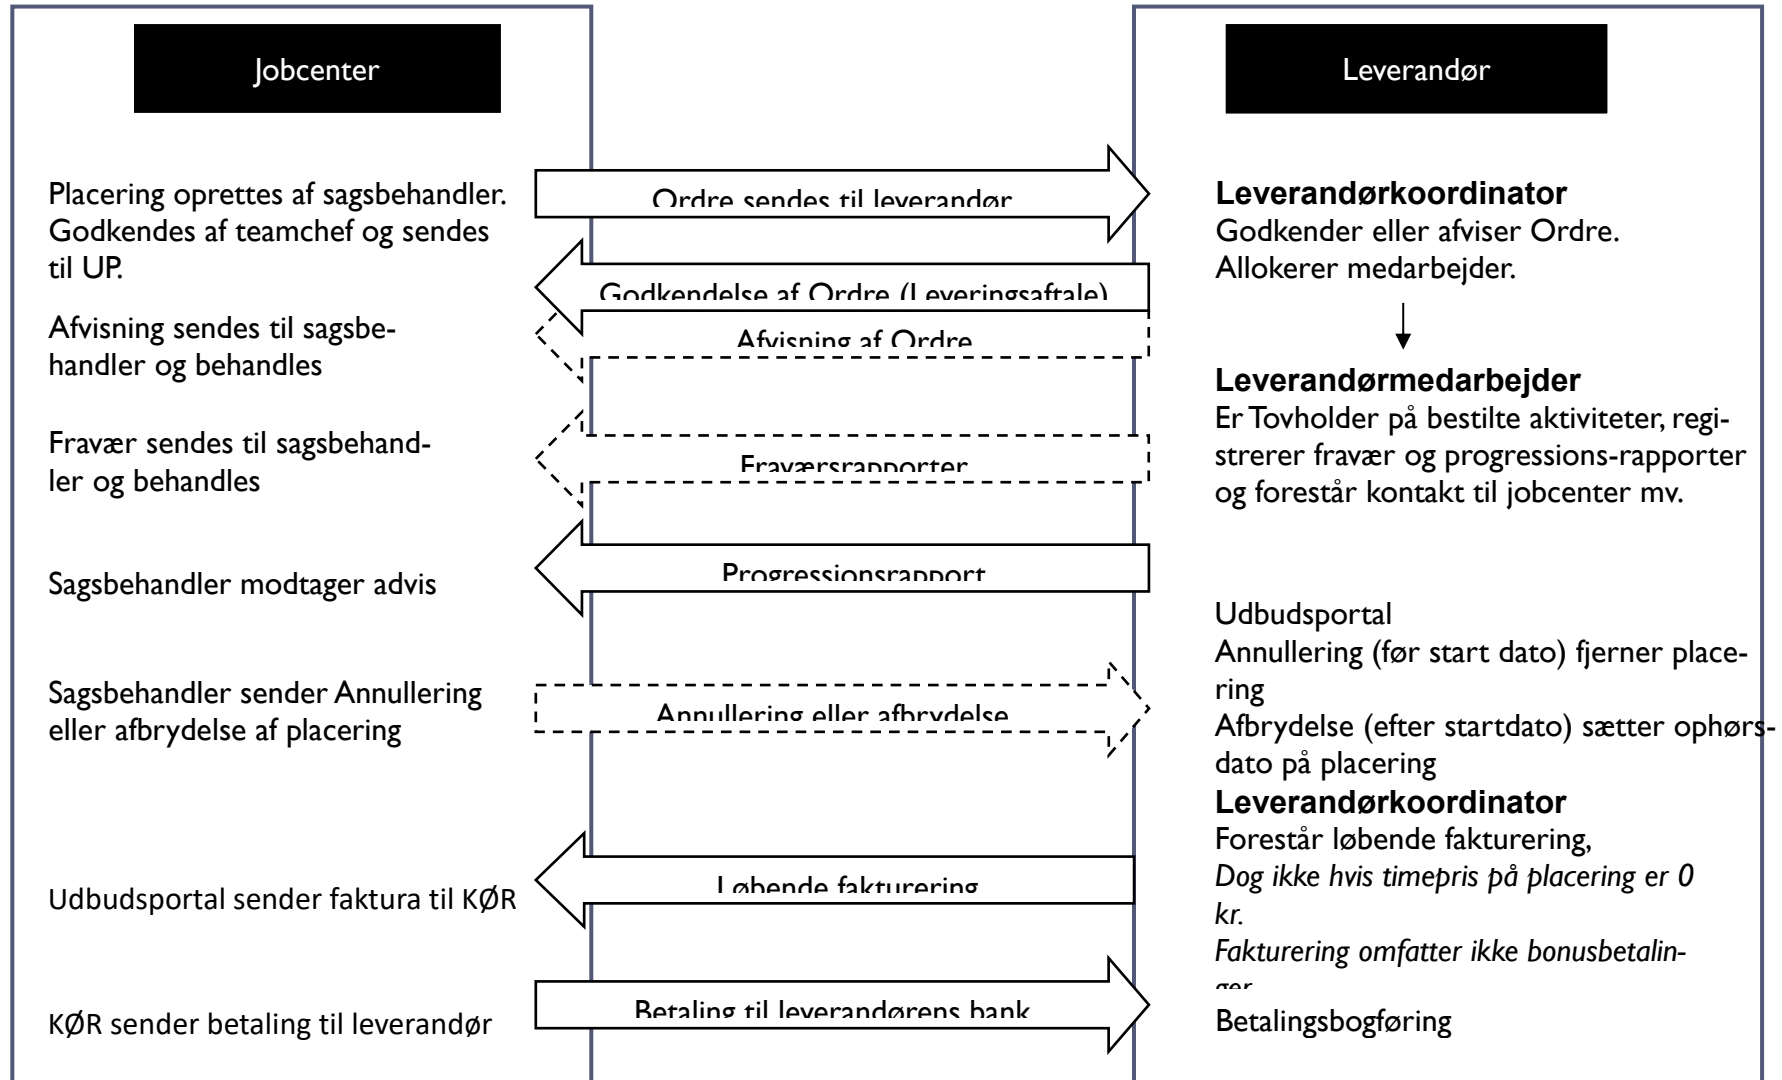 Jobcenter
Placering oprettes af sagsbehandler.
Godkendes af teamchef og sendes
til UP.
Afvisning sendes til sagsbe-
handler og behandles
Fravær sendes til sagsbehand-
ler og behandles
Sagsbehandler modtager advis
Sagsbehandler sender Annullering
eller afbrydelse af placering
Udbudsportal sender faktura til KØR
KØR sender betaling til leverandør
Ordre sendes til leverandør
Godkendelse af Ordre (Leveringsaftale)
Afvisning af Ordre
Fraværsrapporter
Progressionsrapport
Annullering eller afbrydelse
Løbende fakturering
Betaling til leverandørens bank
Leverandør
Leverandørkoordinator
Godkender eller afviser Ordre.
Allokerer medarbejder.
Leverandørmedarbejder
Er Tovholder på bestilte aktiviteter, regi-
strerer fravær og progressions-rapporter
og forestår kontakt til jobcenter mv.
Udbudsportal
Annullering (før start dato) fjerner place-
ring
Afbrydelse (efter startdato) sætter ophørs-
dato på placering
Leverandørkoordinator
Forestår løbende fakturering,
Dog ikke hvis timepris på placering er 0
kr.
Fakturering omfatter ikke bonusbetalin-
ger
Betalingsbogføring